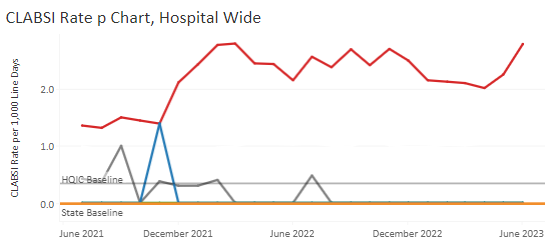 CLABSI Rate p Chart, Hospital Wide
CLABSI Rate per 1,000 Line Days
2.0
1.0
HQIC Baseline
0.0
State Baseline
June 2021
December 2021
June 2022
December 2022
June 2023